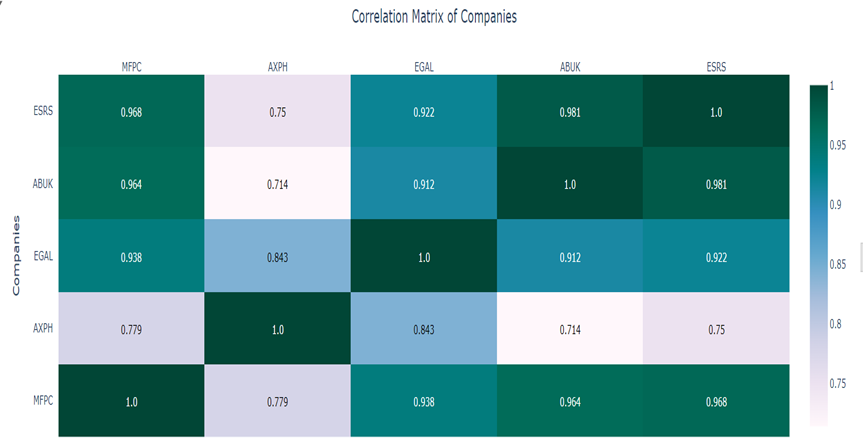 Correlation Matrix of Companies
MFPC AXPH EGAL ABUK ESRS
ESRS 0.968 0.75 0.922 0.981 1.0
ABUK 0.964 0.714 0.912 1.0 0.981
EGAL 0.938 0.843 1.0 0.912 0.922
AXPH 0.779 1.0 0.843 0.714 0.75
MFPC 1.0 0.779 0.938 0.964 0.968
Companies
1
0.95
0.9
0.85
0.8
0.75